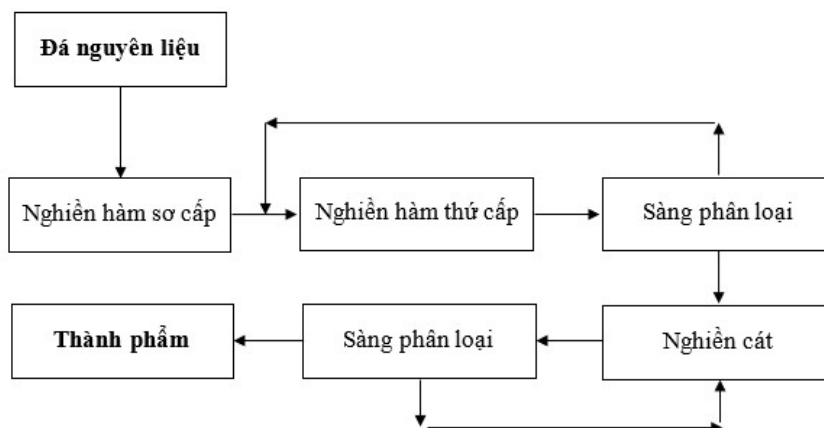 Đá nguyên liệu
Nghiền hàm sơ cấp
Nghiền hàm thứ cấp
Sàng phân loại
Thành phẩm
Sàng phân loại
Nghiền cát